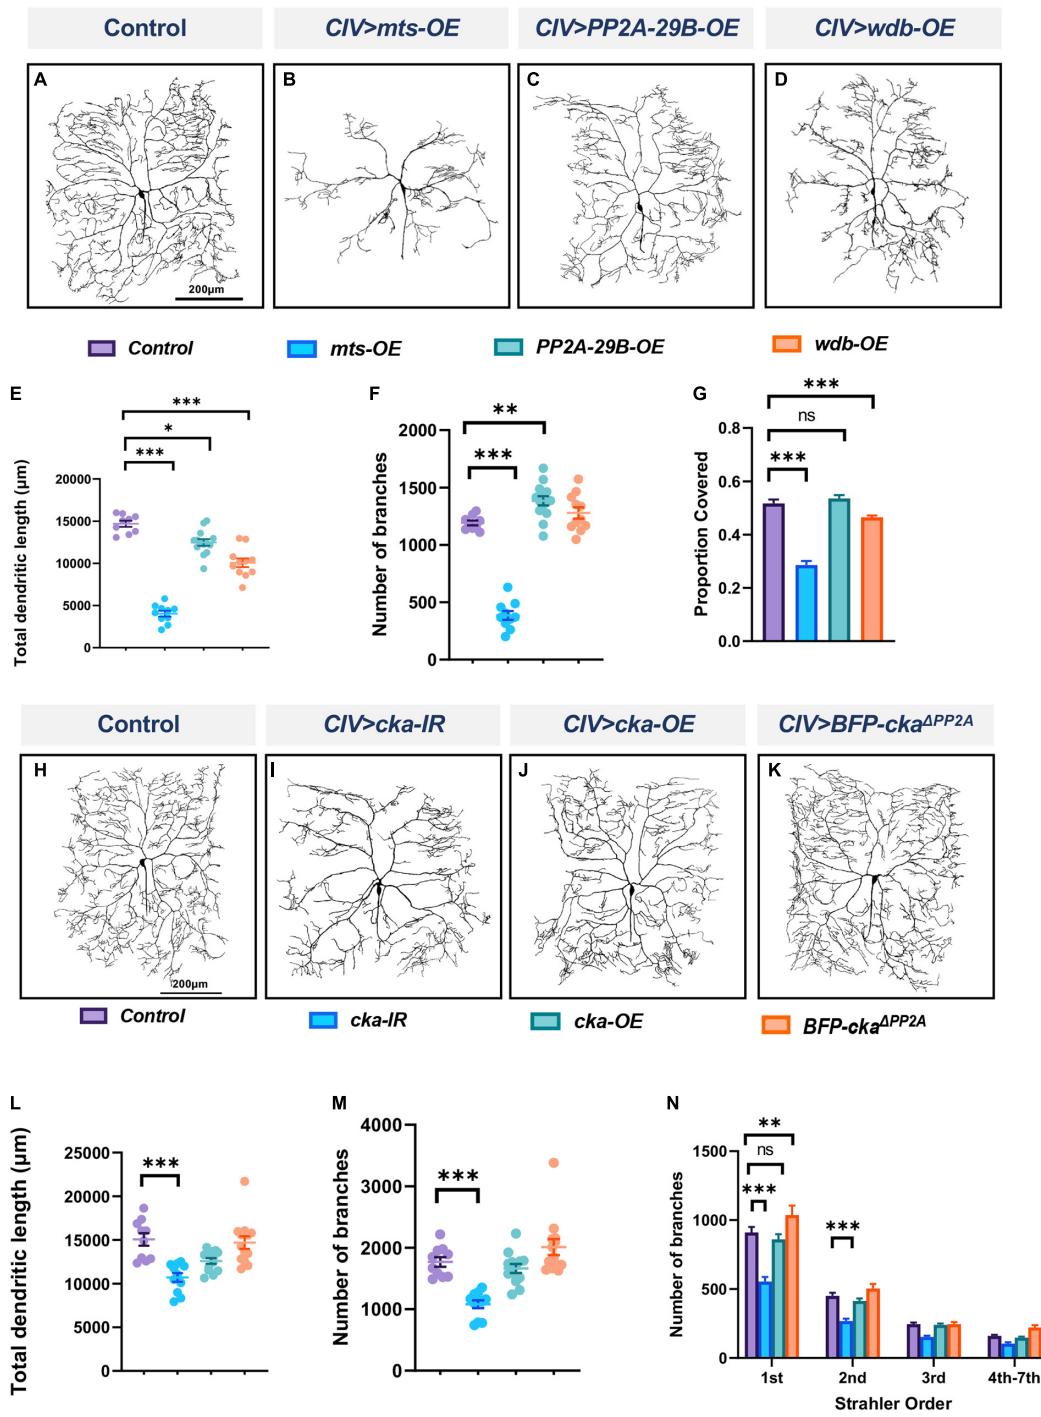 Control CIV>mts-OE CIV>PP2A-29B-OE CIV>wdb-OE
A B C D
200µm
Control mts-OE PP2A-29B-OE wdb-OE
E F G
Total dendritic length (µm)
20000
15000
10000
5000
0
*** * ***
Number of branches
2000
1500
1000
500
0
** ***
Proportion Covered
0.8
0.6
0.4
0.2
0.0
*** ns ***
Control CIV>cka-IR CIV>cka-OE CIV>BFP-cka^ΔPP2A
H I J K
200µm
Control cka-IR cka-OE BFP-cka^ΔPP2A
L M N
Total dendritic length (µm)
25000
20000
15000
10000
5000
0
***
Number of branches
4000
3000
2000
1000
0
***
Number of branches
1500
1000
500
0
**
ns
*** ***
1st 2nd 3rd 4th-7th
Strahler Order